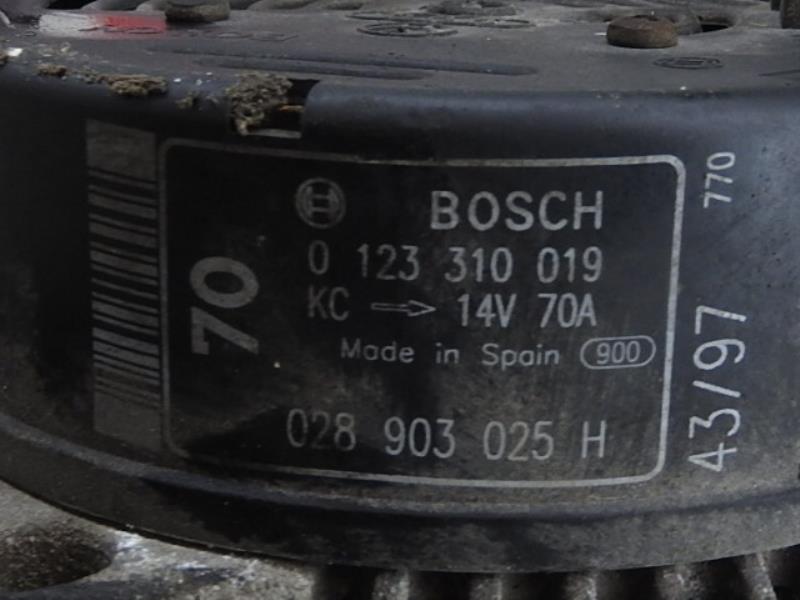 BOSCH
0 123 310 019
KC → 14V 70A
Made in Spain 900
028 903 025 H
70
43/97
770